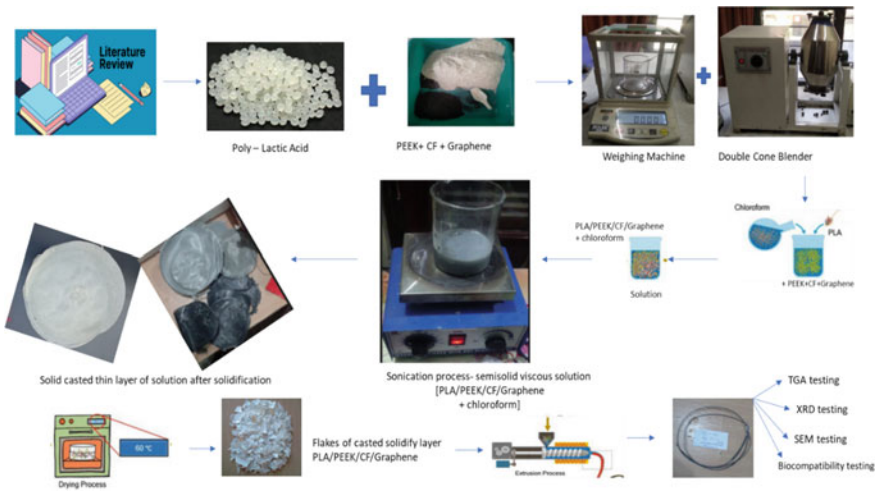 Literature
Review
Poly – Lactic Acid
PEEK+ CF + Graphene
Weighing Machine
Double Cone Blender
Chloroform
PLA
+ PEEK+CF+Graphene
PLA/PEEK/CF/Graphene
+ chloroform
Solution
Sonication process- semisolid viscous solution
[PLA/PEEK/CF/Graphene
+ chloroform]
Solid casted thin layer of solution after solidification
60 °C
Drying Process
Flakes of casted solidify layer
PLA/PEEK/CF/Graphene
Extrusion Process
TGA testing
XRD testing
SEM testing
Biocompatibility testing